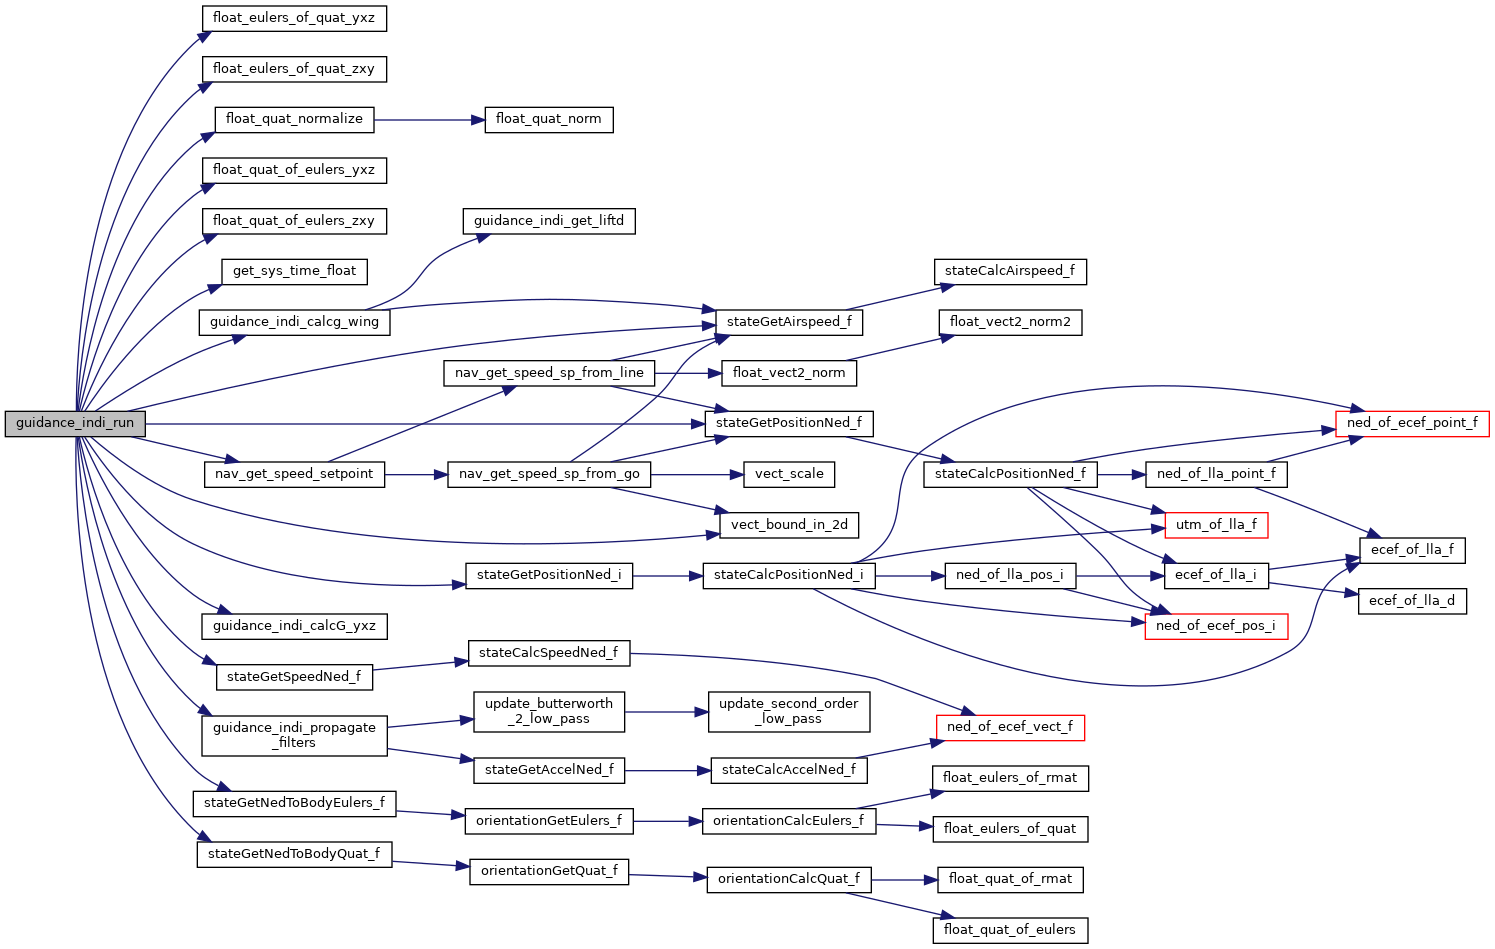 float_eulers_of_quat_yxz
float_eulers_of_quat_zxy
float_quat_normalize
float_quat_norm
float_quat_of_eulers_yxz
float_quat_of_eulers_zxy
guidance_indi_get_liftd
get_sys_time_float
stateCalcAirspeed_f
guidance_indi_calcg_wing
stateGetAirspeed_f
float_vect2_norm2
nav_get_speed_sp_from_line
float_vect2_norm
guidance_indi_run
stateGetPositionNed_f
ned_of_ecef_point_f
nav_get_speed_setpoint
nav_get_speed_sp_from_go
vect_scale
stateCalcPositionNed_f
ned_of_lla_point_f
vect_bound_in_2d
utm_of_lla_f
ecef_of_lla_f
stateGetPositionNed_i
stateCalcPositionNed_i
ned_of_lla_pos_i
ecef_of_lla_i
ecef_of_lla_d
guidance_indi_calcG_yxz
ned_of_ecef_pos_i
stateCalcSpeedNed_f
stateGetSpeedNed_f
update_butterworth
_2_low_pass
update_second_order
_low_pass
guidance_indi_propagate
_filters
ned_of_ecef_vect_f
stateGetAccelNed_f
stateCalcAccelNed_f
float_eulers_of_rmat
stateGetNedToBodyEulers_f
orientationGetEulers_f
orientationCalcEulers_f
float_eulers_of_quat
stateGetNedToBodyQuat_f
orientationGetQuat_f
orientationCalcQuat_f
float_quat_of_rmat
float_quat_of_eulers